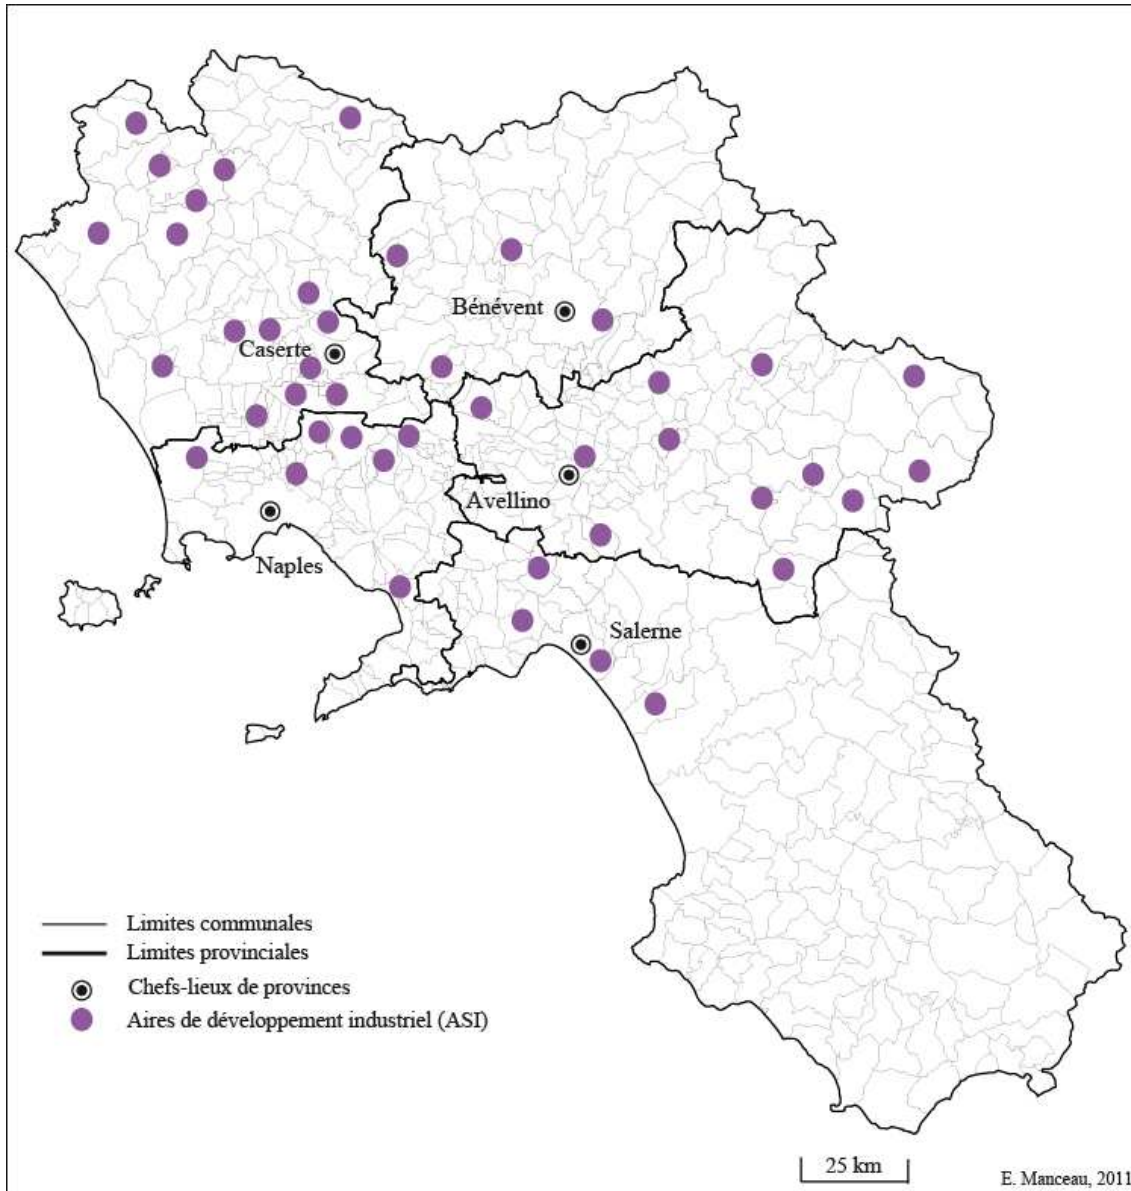 Bénévent
Caserte
Avellino
Naples
Salerne
Limites communales
Limites provinciales
Chefs-lieux de provinces
Aires de développement industriel (ASI)
25 km
E. Manceau, 2011